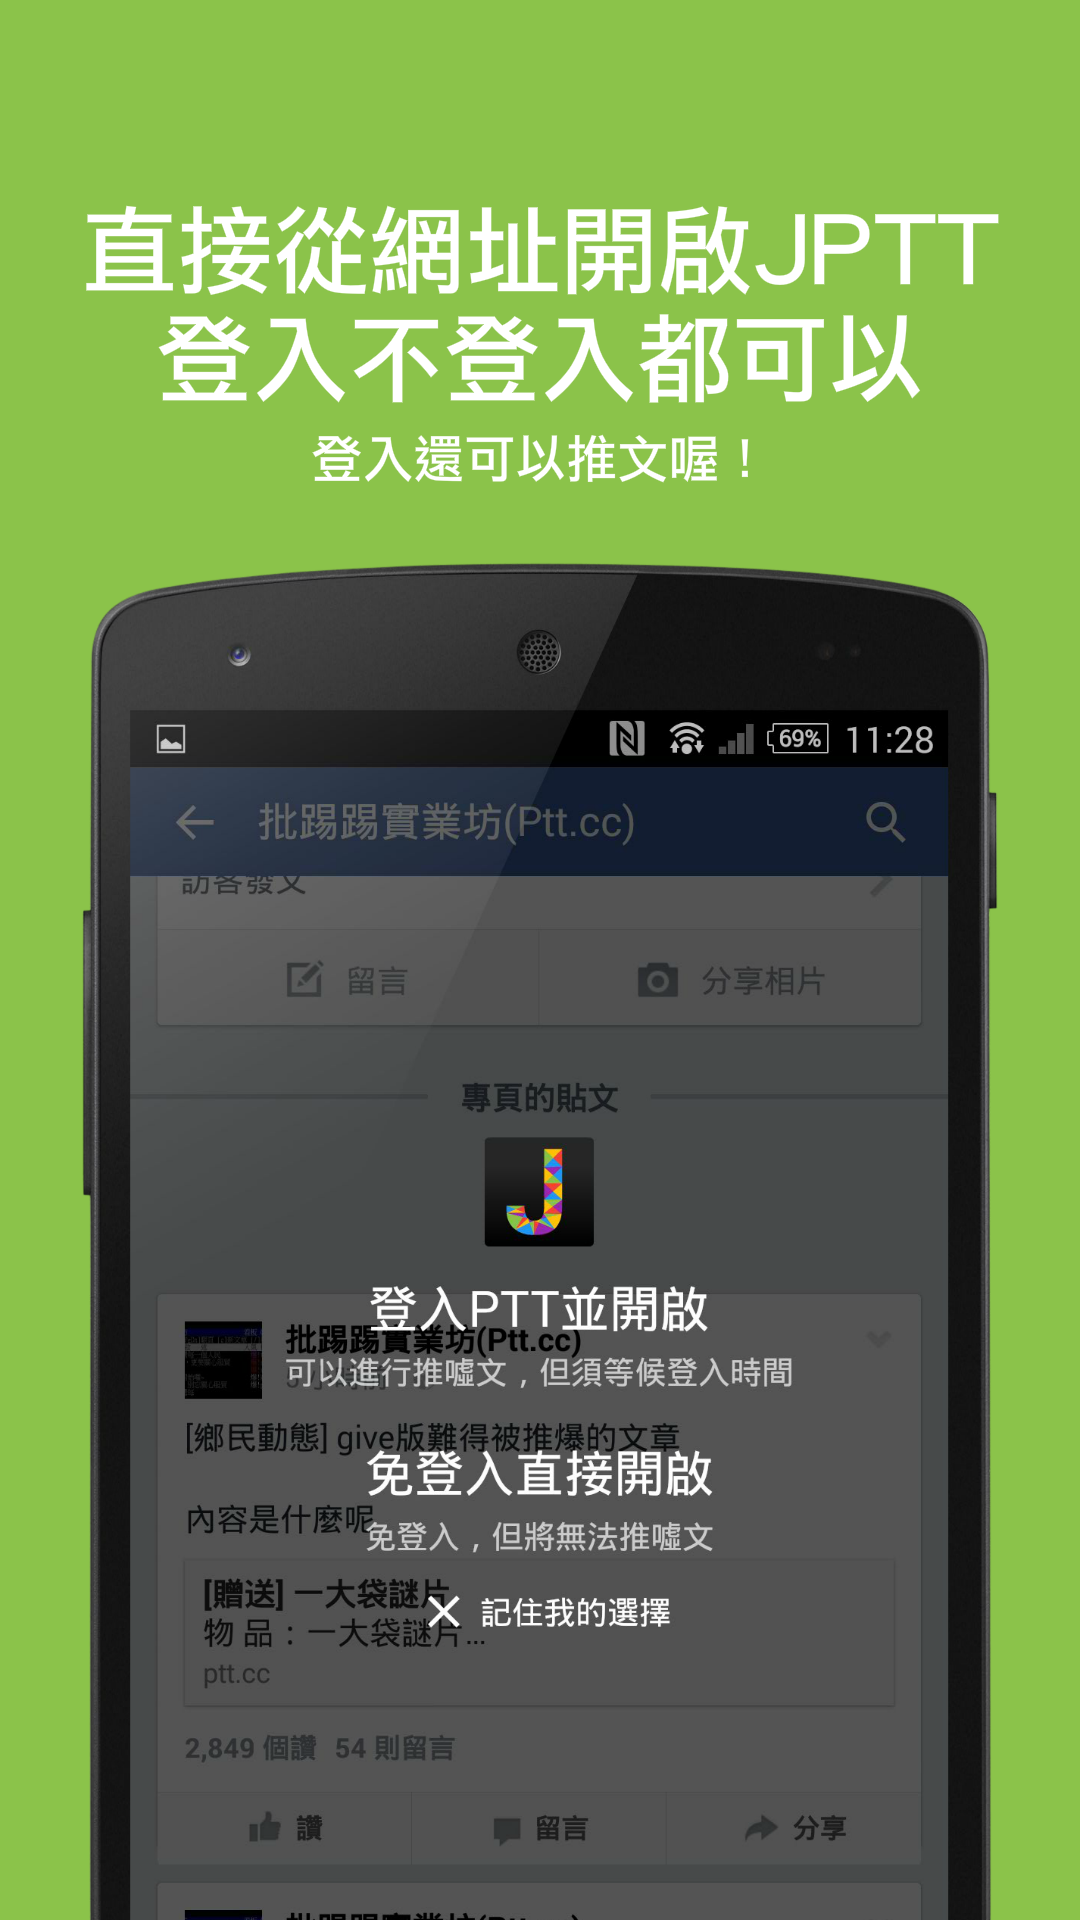 直接從網址開啟JPTT
登入不登入都可以
登入還可以推文喔！
69% 11:28
批踢踢實業坊(Ptt.cc)
訪客發文
留言 分享相片
專頁的貼文
J
登入PTT並開啟
批踢踢實業坊(Ptt.cc)
可以進行推噓文，但須等候登入時間
[鄉民動態] give版難得被推爆的文章
免登入直接開啟
內容是什麼呢
免登入，但將無法推噓文
[贈送] 一大袋謎片
記住我的選擇
物 品：一大袋謎片...
ptt.cc
2,849 個讚 54 則留言
讚 留言 分享
批踢踢實業坊(Ptt.cc)